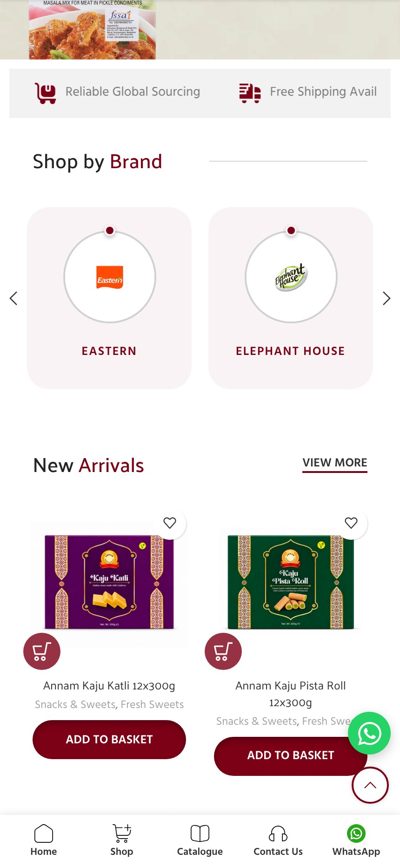 MASALA MIX FOR MEAT IN PICKLE CONDIMENTS
fssai
Reliable Global Sourcing
Free Shipping Avail
Shop by Brand
Eastern
Elephant House
EASTERN
ELEPHANT HOUSE
New Arrivals
VIEW MORE
Kaju Katli
Kaju
Pista Roll
Annam Kaju Katli 12x300g
Snacks & Sweets, Fresh Sweets
ADD TO BASKET
Annam Kaju Pista Roll
12x300g
Snacks & Sweets, Fresh Swee
ADD TO BASKET
Home
Shop
Catalogue
Contact Us
WhatsApp